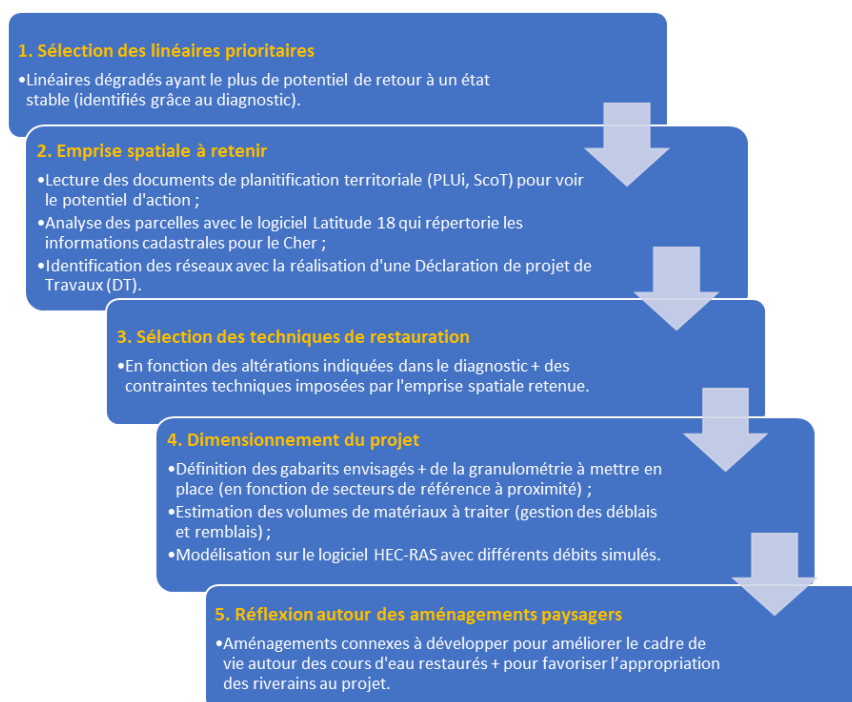 1. Sélection des linéaires prioritaires
•Linéaires dégradés ayant le plus de potentiel de retour à un état
stable (identifiés grâce au diagnostic).
2. Emprise spatiale à retenir
•Lecture des documents de planitification territoriale (PLUi, ScoT) pour voir
le potentiel d'action ;
•Analyse des parcelles avec le logiciel Latitude 18 qui répertorie les
informations cadastrales pour le Cher ;
•Identification des réseaux avec la réalisation d'une Déclaration de projet de
Travaux (DT).
3. Sélection des techniques de restauration
•En fonction des altérations indiquées dans le diagnostic + des
contraintes techniques imposées par l'emprise spatiale retenue.
4. Dimensionnement du projet
•Définition des gabarits envisagés + de la granulométrie à mettre en
place (en fonction de secteurs de référence à proximité) ;
•Estimation des volumes de matériaux à traiter (gestion des déblais
et remblais) ;
•Modélisation sur le logiciel HEC-RAS avec différents débits simulés.
5. Réflexion autour des aménagements paysagers
•Aménagements connexes à développer pour améliorer le cadre de
vie autour des cours d'eau restaurés + pour favoriser l’appropriation
des riverains au projet.